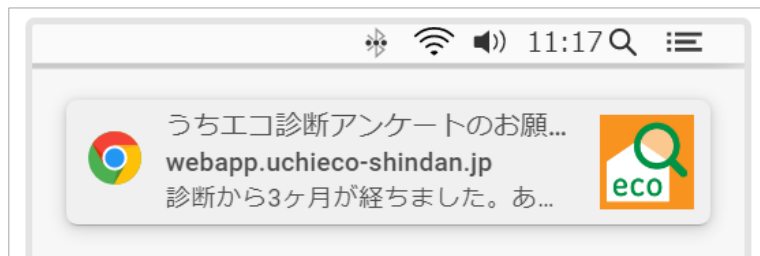 11:17
うちエコ診断アンケートのお願...
webapp.uchieco-shindan.jp
診断から3ヶ月が経ちました。あ...
eco